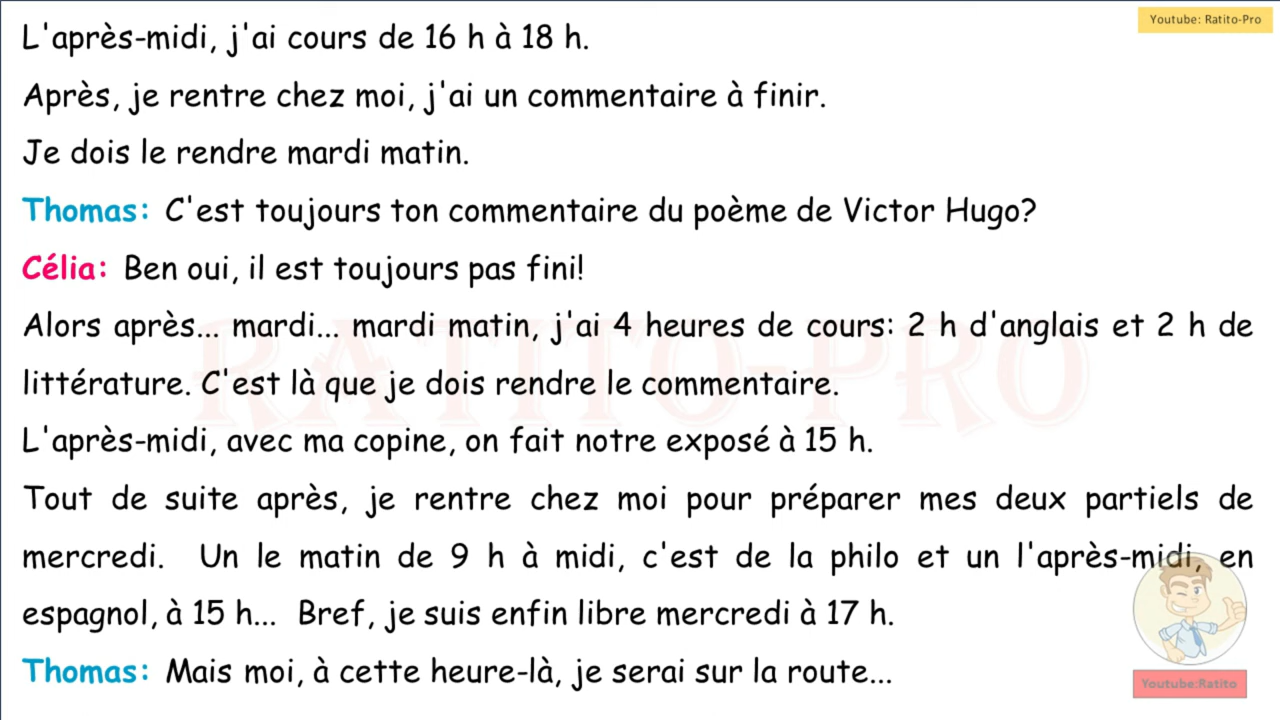 Youtube: Ratito-Pro
L'après-midi, j'ai cours de 16 h à 18 h.
Après, je rentre chez moi, j'ai un commentaire à finir.
Je dois le rendre mardi matin.
Thomas: C'est toujours ton commentaire du poème de Victor Hugo?
Célia: Ben oui, il est toujours pas fini!
Alors après... mardi... mardi matin, j'ai 4 heures de cours: 2 h d'anglais et 2 h de
littérature. C'est là que je dois rendre le commentaire.
RATITO-PRO
L'après-midi, avec ma copine, on fait notre exposé à 15 h.
Tout de suite après, je rentre chez moi pour préparer mes deux partiels de
mercredi. Un le matin de 9 h à midi, c'est de la philo et un l'après-midi, en
espagnol, à 15 h... Bref, je suis enfin libre mercredi à 17 h.
Thomas: Mais moi, à cette heure-là, je serai sur la route...
Youtube:Ratito